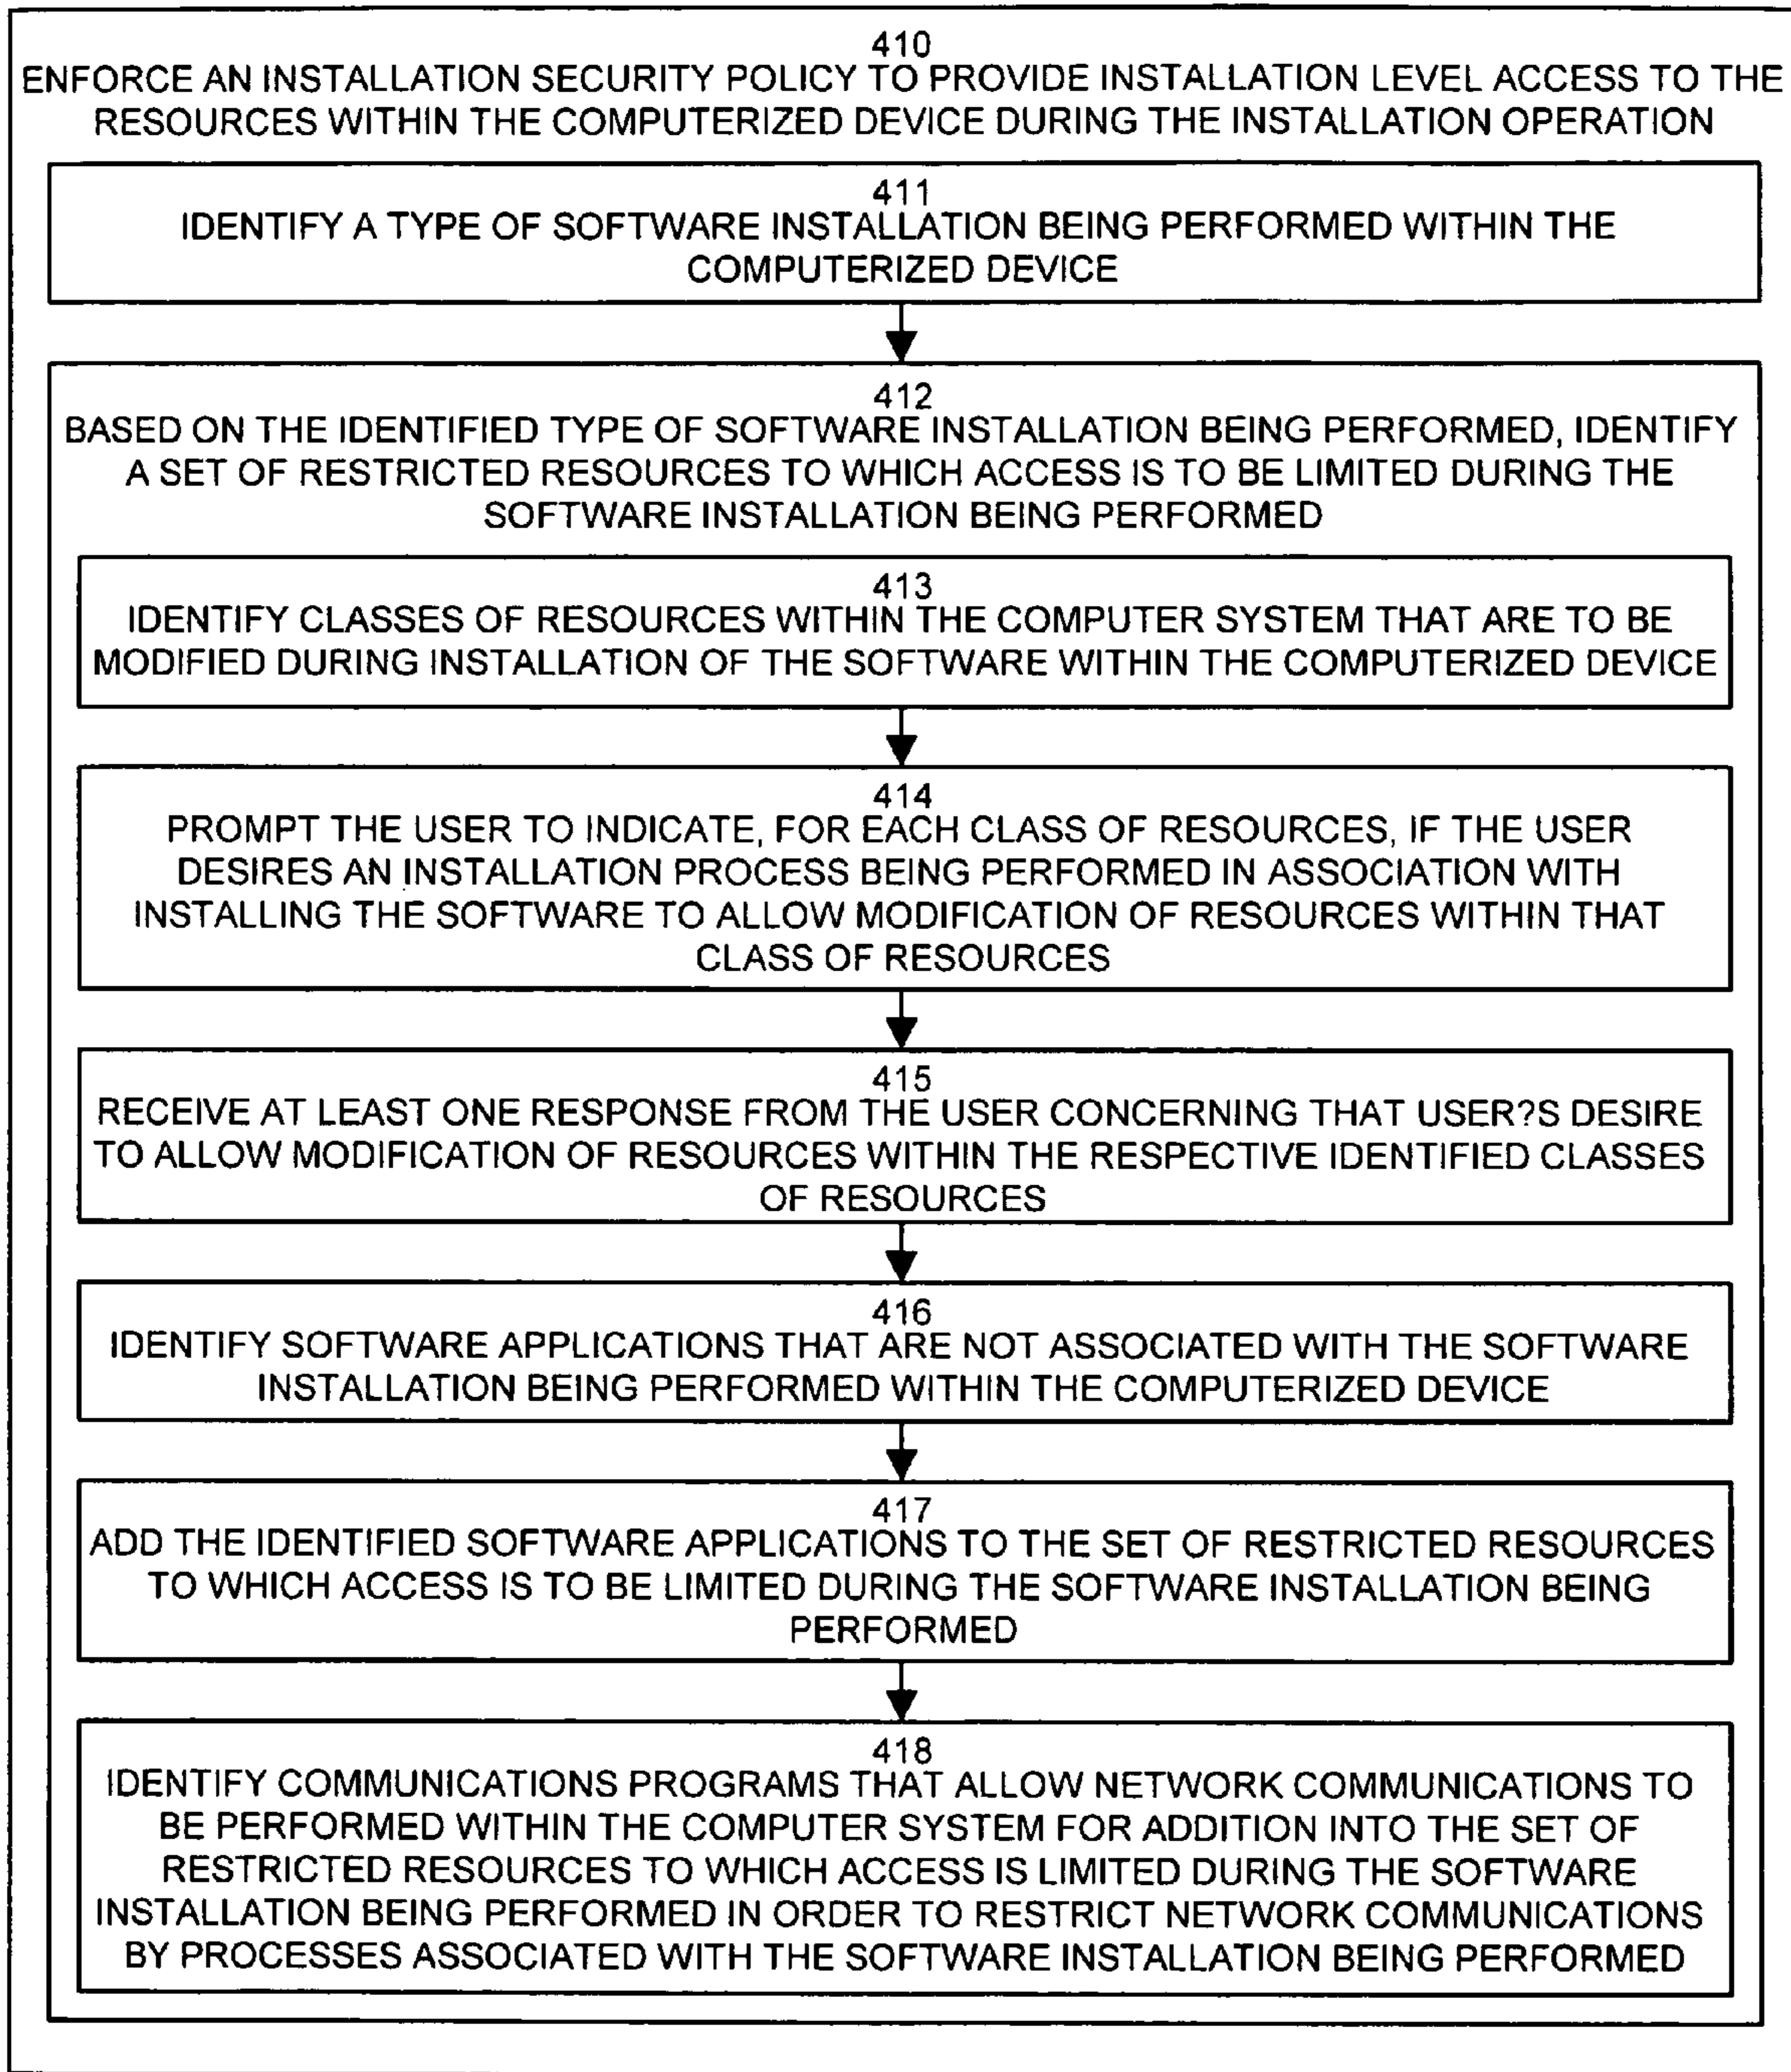 410
ENFORCE AN INSTALLATION SECURITY POLICY TO PROVIDE INSTALLATION LEVEL ACCESS TO THE
RESOURCES WITHIN THE COMPUTERIZED DEVICE DURING THE INSTALLATION OPERATION
411
IDENTIFY A TYPE OF SOFTWARE INSTALLATION BEING PERFORMED WITHIN THE
COMPUTERIZED DEVICE
412
BASED ON THE IDENTIFIED TYPE OF SOFTWARE INSTALLATION BEING PERFORMED, IDENTIFY
A SET OF RESTRICTED RESOURCES TO WHICH ACCESS IS TO BE LIMITED DURING THE
SOFTWARE INSTALLATION BEING PERFORMED
413
IDENTIFY CLASSES OF RESOURCES WITHIN THE COMPUTER SYSTEM THAT ARE TO BE
MODIFIED DURING INSTALLATION OF THE SOFTWARE WITHIN THE COMPUTERIZED DEVICE
414
PROMPT THE USER TO INDICATE, FOR EACH CLASS OF RESOURCES, IF THE USER
DESIRES AN INSTALLATION PROCESS BEING PERFORMED IN ASSOCIATION WITH
INSTALLING THE SOFTWARE TO ALLOW MODIFICATION OF RESOURCES WITHIN THAT
CLASS OF RESOURCES
415
RECEIVE AT LEAST ONE RESPONSE FROM THE USER CONCERNING THAT USER?S DESIRE
TO ALLOW MODIFICATION OF RESOURCES WITHIN THE RESPECTIVE IDENTIFIED CLASSES
OF RESOURCES
416
IDENTIFY SOFTWARE APPLICATIONS THAT ARE NOT ASSOCIATED WITH THE SOFTWARE
INSTALLATION BEING PERFORMED WITHIN THE COMPUTERIZED DEVICE
417
ADD THE IDENTIFIED SOFTWARE APPLICATIONS TO THE SET OF RESTRICTED RESOURCES
TO WHICH ACCESS IS TO BE LIMITED DURING THE SOFTWARE INSTALLATION BEING
PERFORMED
418
IDENTIFY COMMUNICATIONS PROGRAMS THAT ALLOW NETWORK COMMUNICATIONS TO
BE PERFORMED WITHIN THE COMPUTER SYSTEM FOR ADDITION INTO THE SET OF
RESTRICTED RESOURCES TO WHICH ACCESS IS LIMITED DURING THE SOFTWARE
INSTALLATION BEING PERFORMED IN ORDER TO RESTRICT NETWORK COMMUNICATIONS
BY PROCESSES ASSOCIATED WITH THE SOFTWARE INSTALLATION BEING PERFORMED